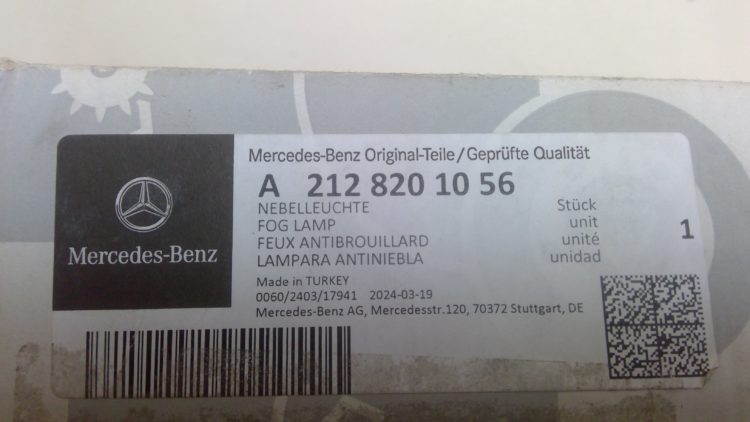 Mercedes-Benz
Mercedes-Benz Original-Teile/Geprüfte Qualität
A 212 820 10 56
NEBELLEUCHTE Stück
FOG LAMP unit
FEUX ANTIBROUILLARD unité
LAMPARA ANTINIEBLA unidad
1
Made in TURKEY
0060/2403/17941 2024-03-19
Mercedes-Benz AG, Mercedesstr.120, 70372 Stuttgart, DE